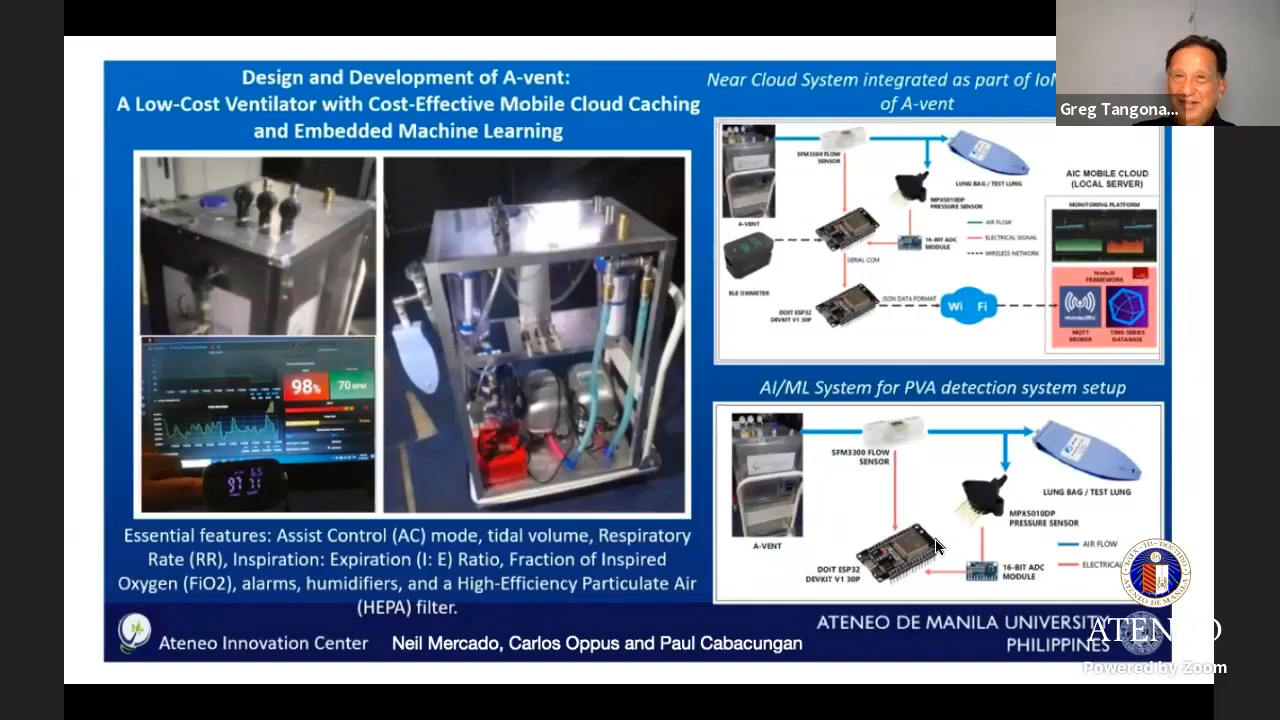 Design and Development of A-vent:
A Low-Cost Ventilator with Cost-Effective Mobile Cloud Caching
and Embedded Machine Learning
98%
70 BPM
Essential features: Assist Control (AC) mode, tidal volume, Respiratory
Rate (RR), Inspiration: Expiration (I: E) Ratio, Fraction of Inspired
Oxygen (FiO2), alarms, humidifiers, and a High-Efficiency Particulate Air
(HEPA) filter.
Near Cloud System integrated as part of
of A-vent
SFM3300 FLOW
SENSOR
LUNG BAG / TEST LUNG
MPX5010DP
PRESSURE SENSOR
A-VENT
16-BIT ADC
MODULE
AIR FLOW
ELECTRICAL SIGNAL
WIRELESS NETWORK
BLE OXIMETER
SERIAL COM
DOIT ESP32
DEVKIT V1 30P
JSON DATA FORMAT
Wi Fi
AIC MOBILE CLOUD
(LOCAL SERVER)
MONITORING PLATFORM
NodeJS
FRAMEWORK
MQTT
BROKER
TIME-SERIES
DATABASE
AI/ML System for PVA detection system setup
SFM3300 FLOW
SENSOR
LUNG BAG / TEST LUNG
MPX5010DP
PRESSURE SENSOR
A-VENT
DOIT ESP32
DEVKIT V1 30P
16-BIT ADC
MODULE
AIR FLOW
ELECTRICAL
Ateneo Innovation Center
Neil Mercado, Carlos Oppus and Paul Cabacungan
ATENEO DE MANILA UNIVERSITY
PHILIPPINES
ATENEO
Powered by Zoom
Greg Tangona...